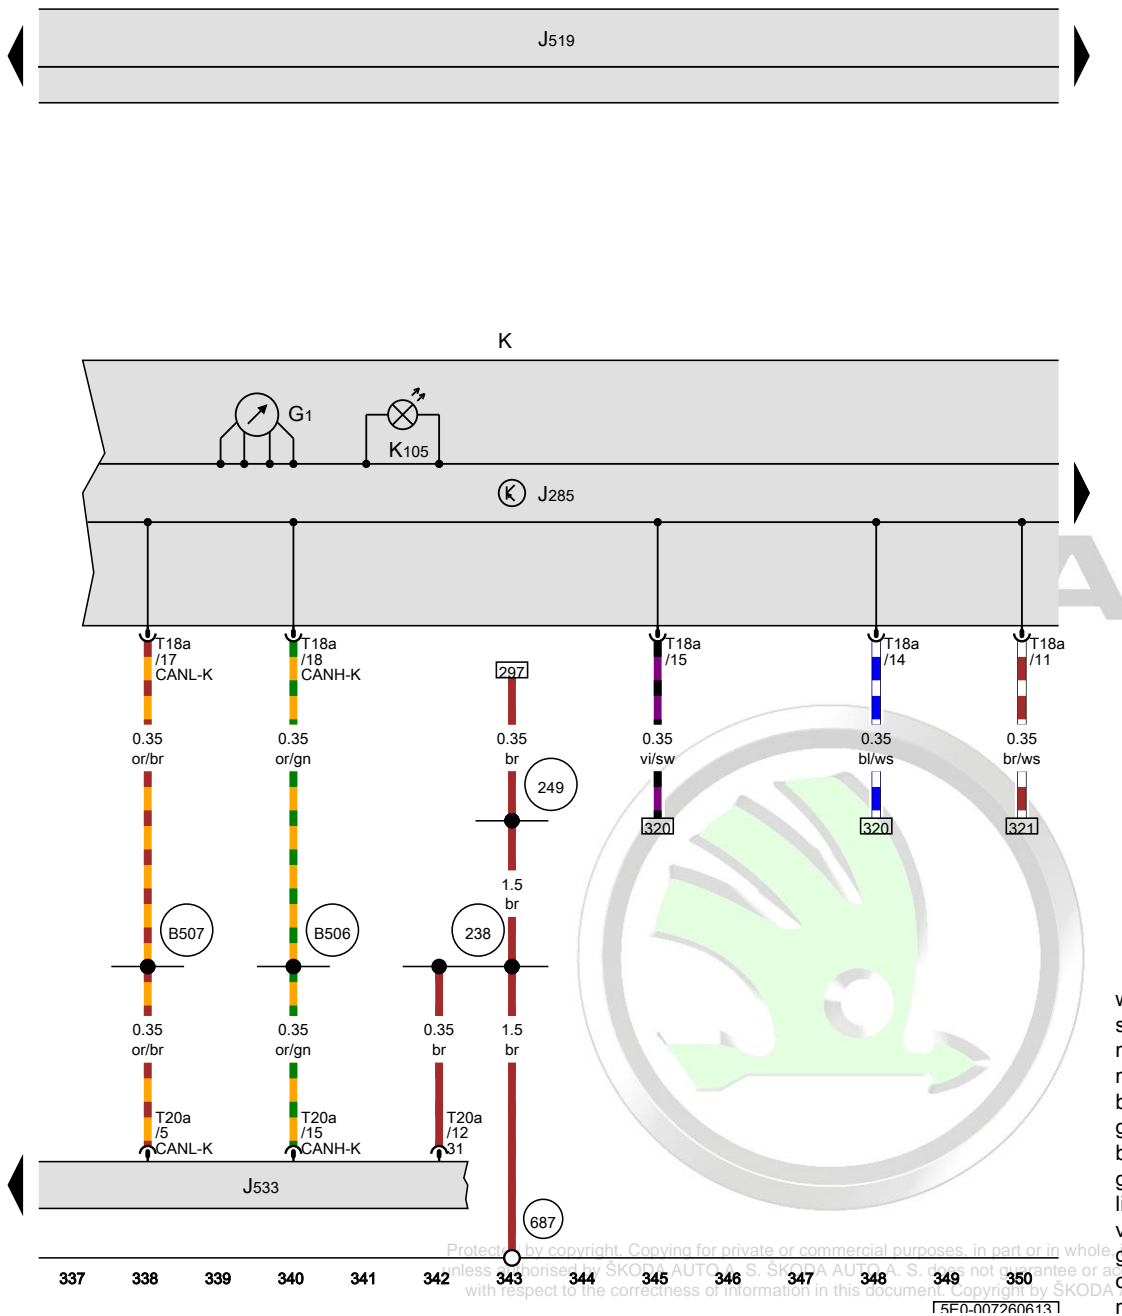 J519
K
G1
K105
J285
T18a
/17
CANL-K
T18a
/18
CANH-K
T18a
/15
T18a
/14
T18a
/11
297
0.35
or/br
0.35
or/gn
0.35
br
0.35
vi/sw
0.35
bl/ws
0.35
br/ws
249
320
320
321
1.5
br
B507
B506
238
0.35
or/br
0.35
or/gn
0.35
br
1.5
br
T20a
/5
CANL-K
T20a
/15
CANH-K
T20a
/12
31
J533
687
Protected by copyright. Copying for private or commercial purposes, in part or in whole,
unless authorised by ŠKODA AUTO A. S. ŠKODA AUTO A. S. does not guarantee or ac
with respect to the correctness of information in this document. Copyright by ŠKODA
337 338 339 340 341 342 343 344 345 346 347 348 349 350
5E0-007260613